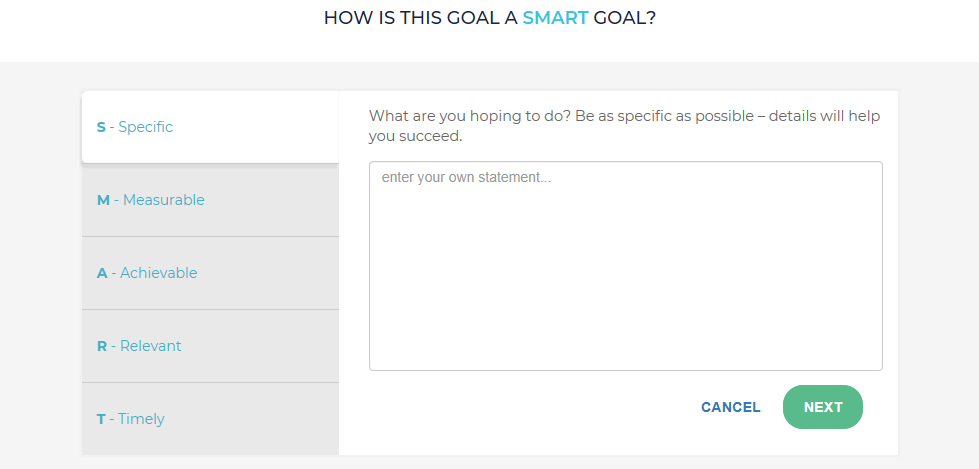 HOW IS THIS GOAL A SMART GOAL?
S - Specific
M - Measurable
A - Achievable
R - Relevant
T - Timely
What are you hoping to do? Be as specific as possible – details will help
you succeed.
enter your own statement...
CANCEL
NEXT